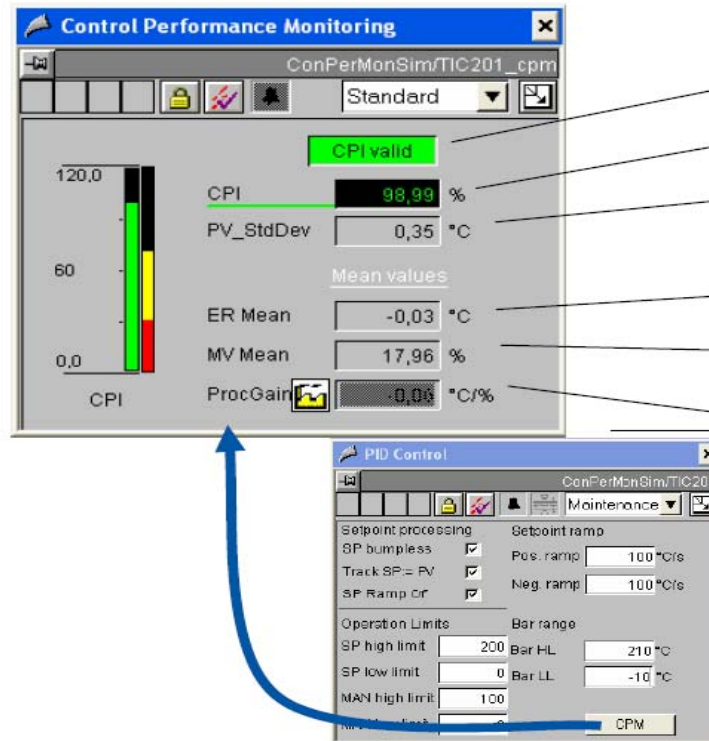 Control Performance Monitoring
ConPerMonSim/TIC201_cpm
Standard
CPI valid
120,0
60
0,0
CPI
CPI 98,99 %
PV_StdDev 0,35 °C
Mean values
ER Mean -0,03 °C
MV Mean 17,96 %
ProcGain -0,06 °C/%
PID Control
ConPerMonSim/TIC20
Maintenance
Setpoint processing Setpoint ramp
SP bumpless Pos. ramp 100 °C/s
Track SP:= PV
SP Ramp Of Neg. ramp 100 °C/s
Operation Limits Bar range
SP high limit 200 Bar HL 210 °C
SP low limit 0 Bar LL -10 °C
MAN high limit 100
CPM